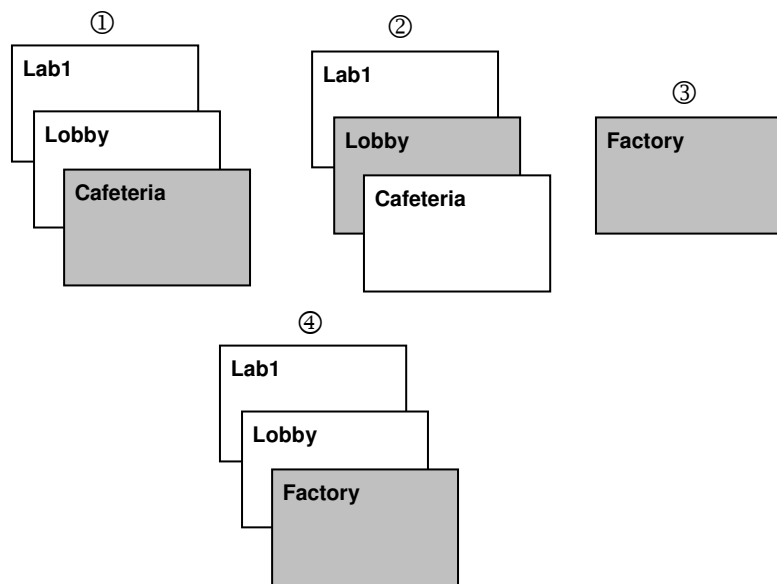 ①
Lab1
Lobby
Cafeteria
②
Lab1
Lobby
Cafeteria
③
Factory
④
Lab1
Lobby
Factory